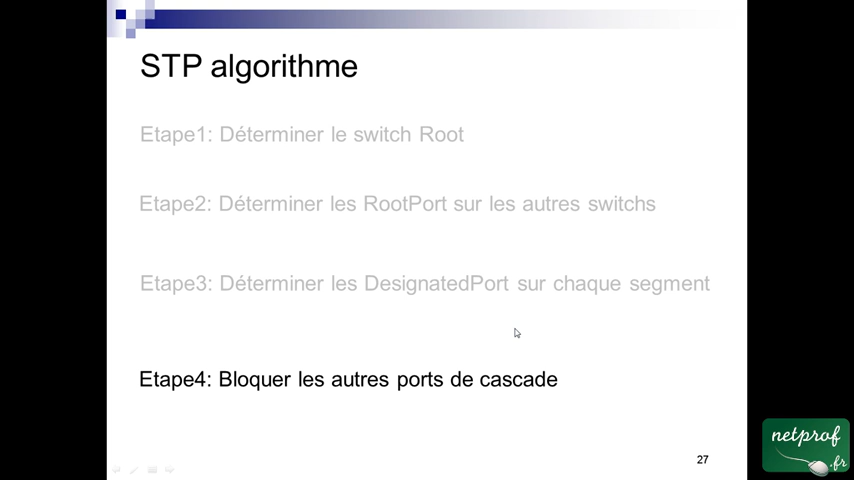 STP algorithme
Etape1: Déterminer le switch Root
Etape2: Déterminer les RootPort sur les autres switchs
Etape3: Déterminer les DesignatedPort sur chaque segment
Etape4: Bloquer les autres ports de cascade
27
netprof
.fr